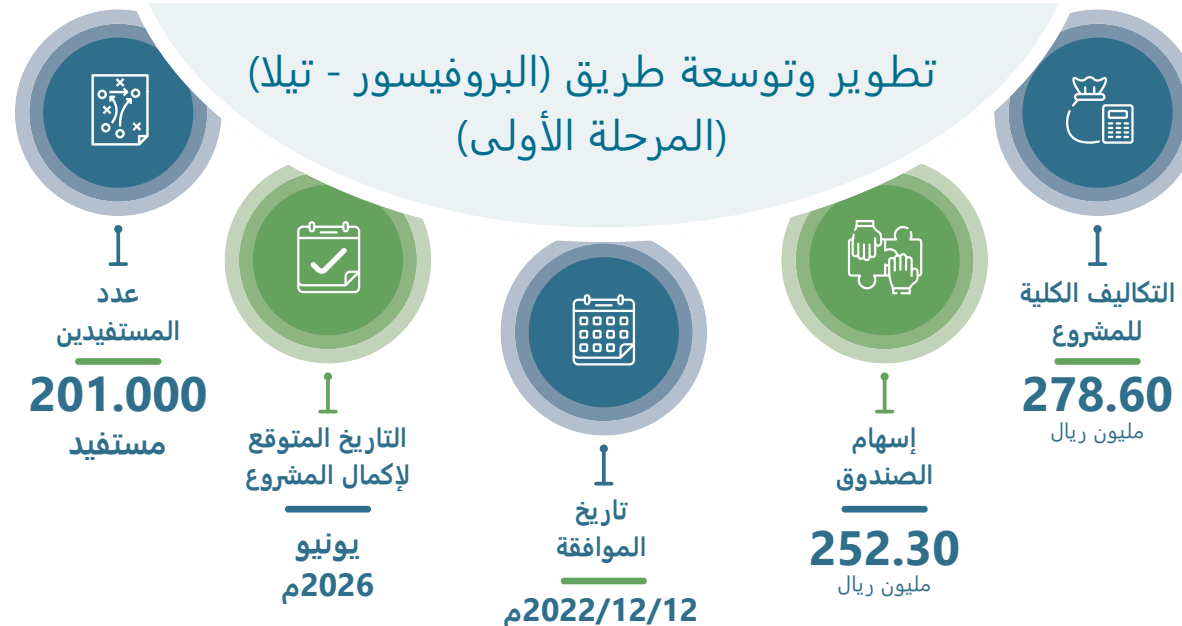 تطوير وتوسعة طريق (البروفيسور - تيلا)
(المرحلة الأولى)
التكاليف الكلية
للمشروع
278.60
مليون ريال
إسهام
الصندوق
252.30
مليون ريال
تاريخ
الموافقة
2022/12/12م
التاريخ المتوقع
لإكمال المشروع
يونيو
2026م
عدد
المستفيدين
201.000
مستفيد